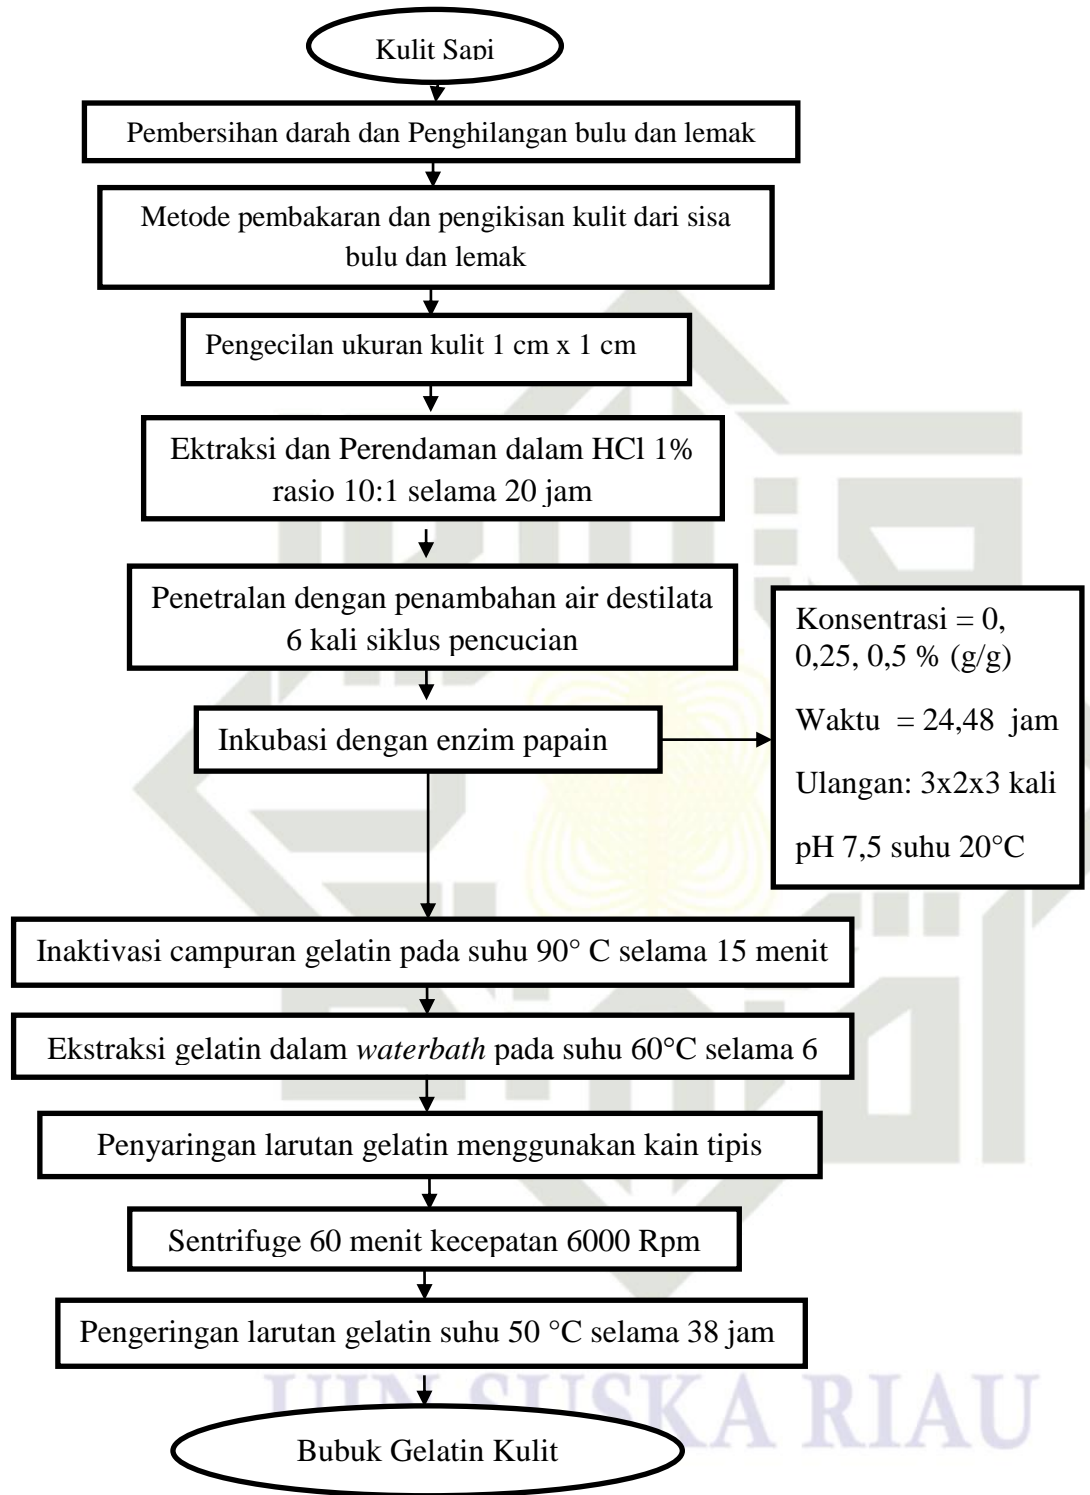 Kulit Sapi
Pembersihan darah dan Penghilangan bulu dan lemak
Metode pembakaran dan pengikisan kulit dari sisa
bulu dan lemak
Pengecilan ukuran kulit 1 cm x 1 cm
Ektraksi dan Perendaman dalam HCl 1%
rasio 10:1 selama 20 jam
Penetralan dengan penambahan air destilata
6 kali siklus pencucian
Inkubasi dengan enzim papain
Konsentrasi = 0,
0,25, 0,5 % (g/g)
Waktu = 24,48 jam
Ulangan: 3x2x3 kali
pH 7,5 suhu 20°C
Inaktivasi campuran gelatin pada suhu 90° C selama 15 menit
Ekstraksi gelatin dalam waterbath pada suhu 60°C selama 6
Penyaringan larutan gelatin menggunakan kain tipis
Sentrifuge 60 menit kecepatan 6000 Rpm
Pengeringan larutan gelatin suhu 50 °C selama 38 jam
UIN SUSKA RIAU
Bubuk Gelatin Kulit